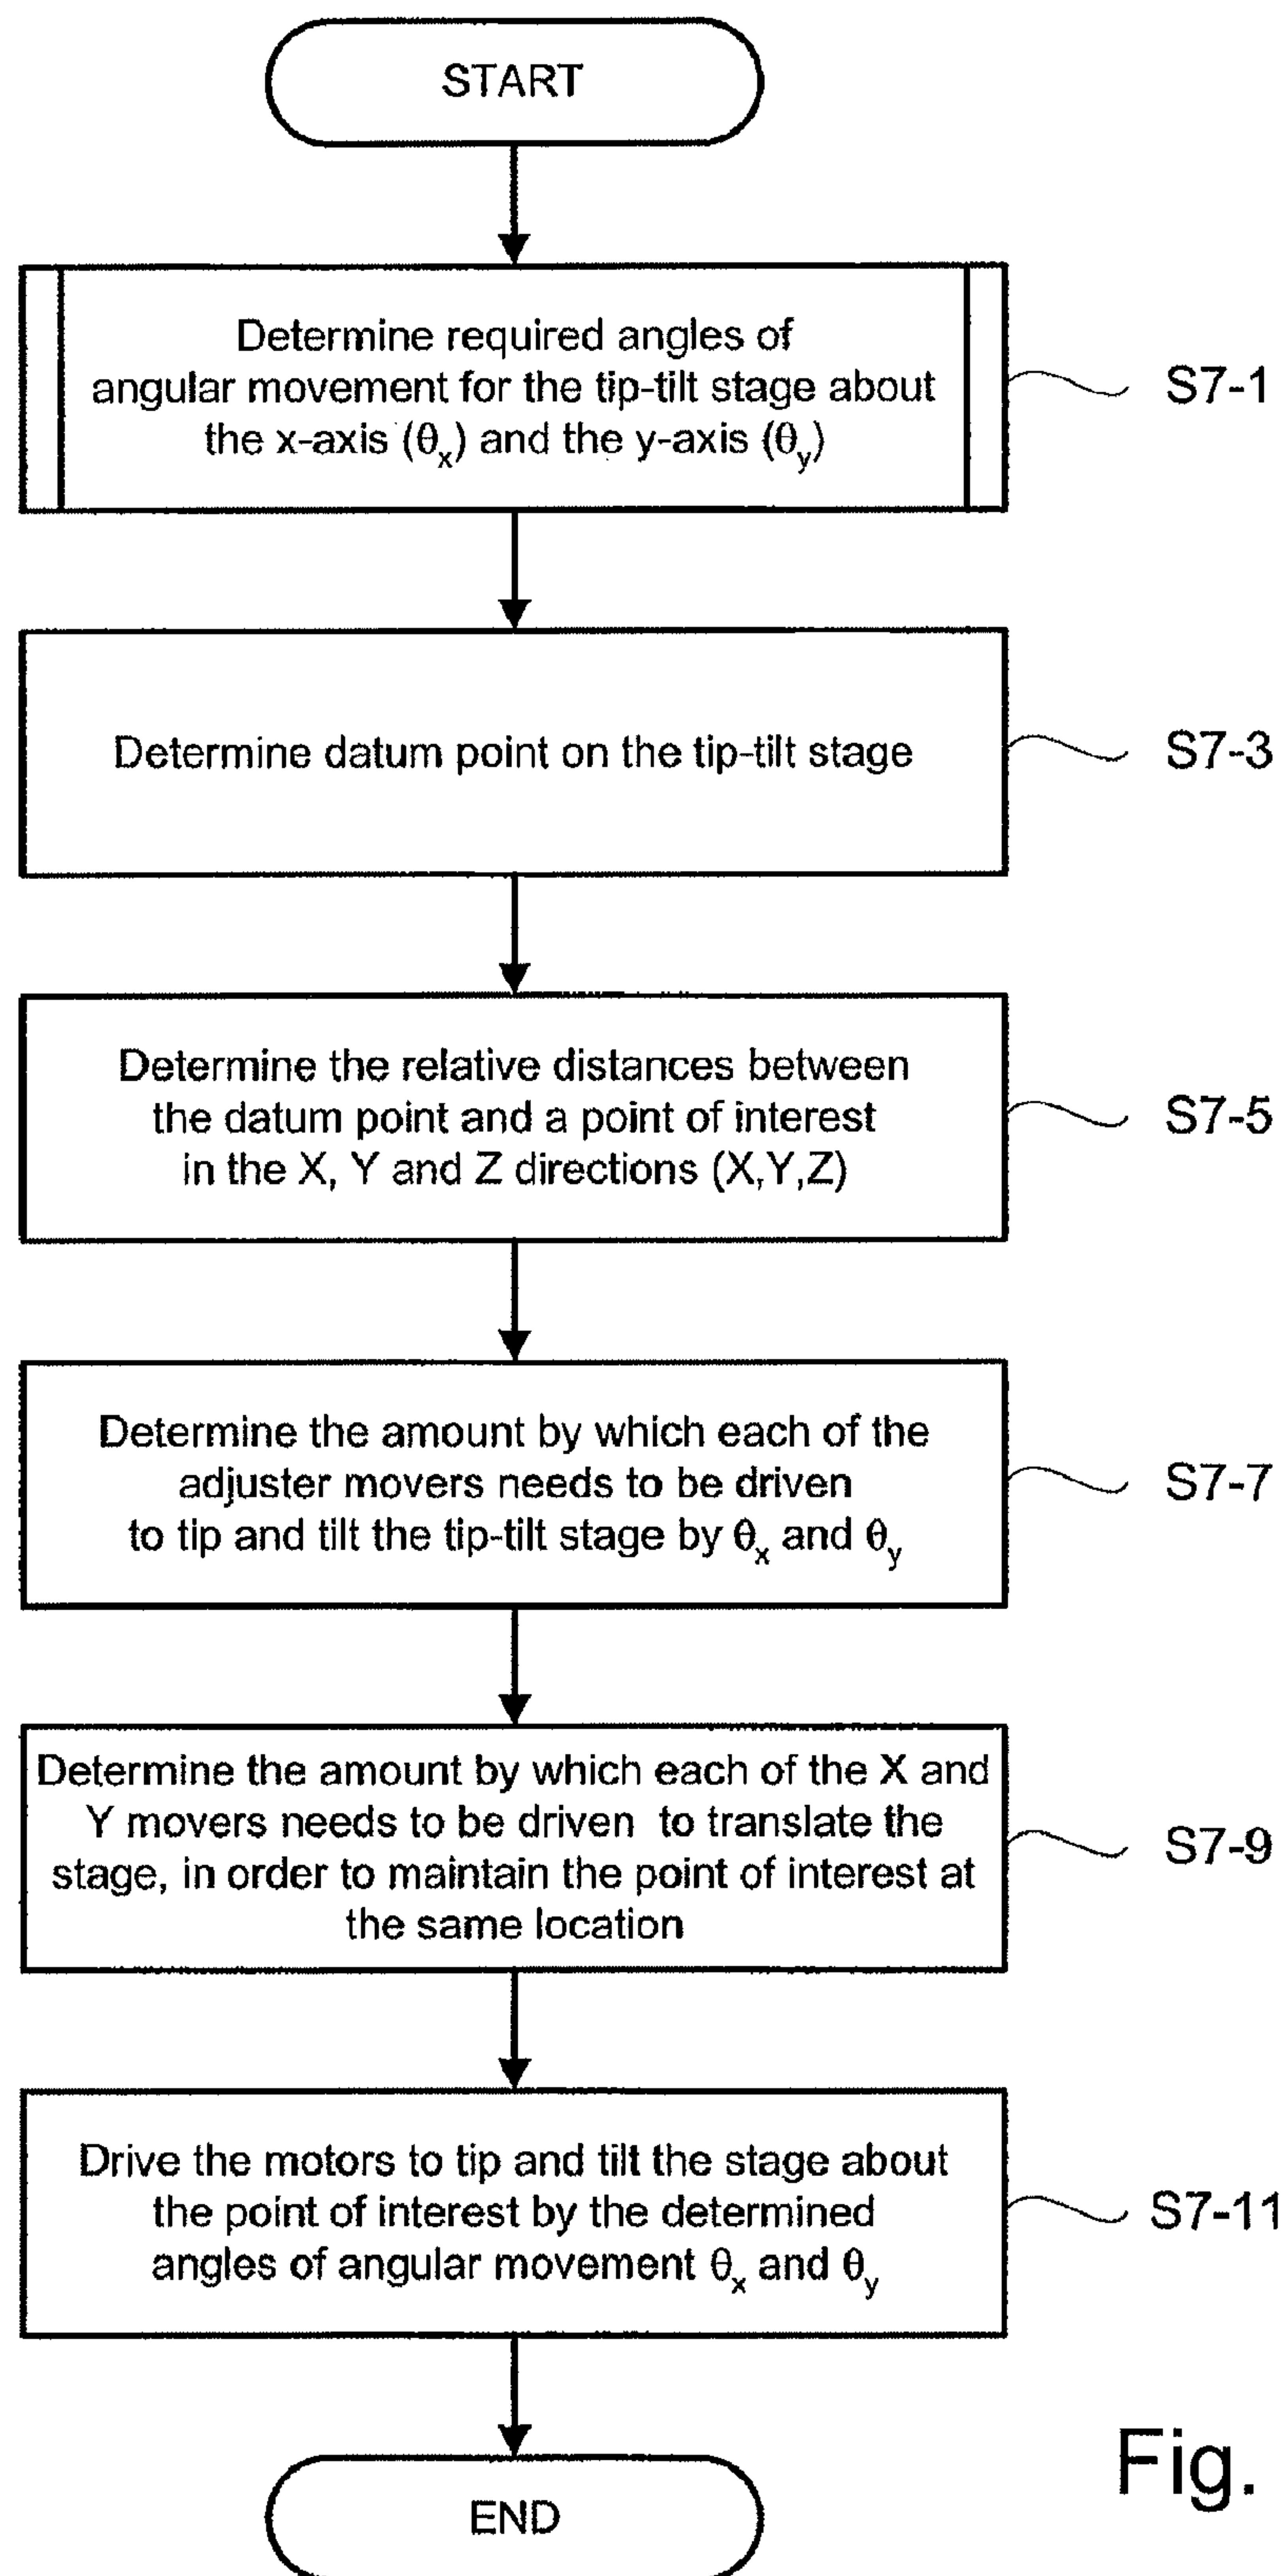 START
Determine required angles of
angular movement for the tip-tilt stage about
the x-axis (θx) and the y-axis (θy)
S7-1
Determine datum point on the tip-tilt stage
S7-3
Determine the relative distances between
the datum point and a point of interest
in the X, Y and Z directions (X,Y,Z)
S7-5
Determine the amount by which each of the
adjuster movers needs to be driven
to tip and tilt the tip-tilt stage by θx and θy
S7-7
Determine the amount by which each of the X and
Y movers needs to be driven to translate the
stage, in order to maintain the point of interest at
the same location
S7-9
Drive the motors to tip and tilt the stage about
the point of interest by the determined
angles of angular movement θx and θy
S7-11
END
Fig.